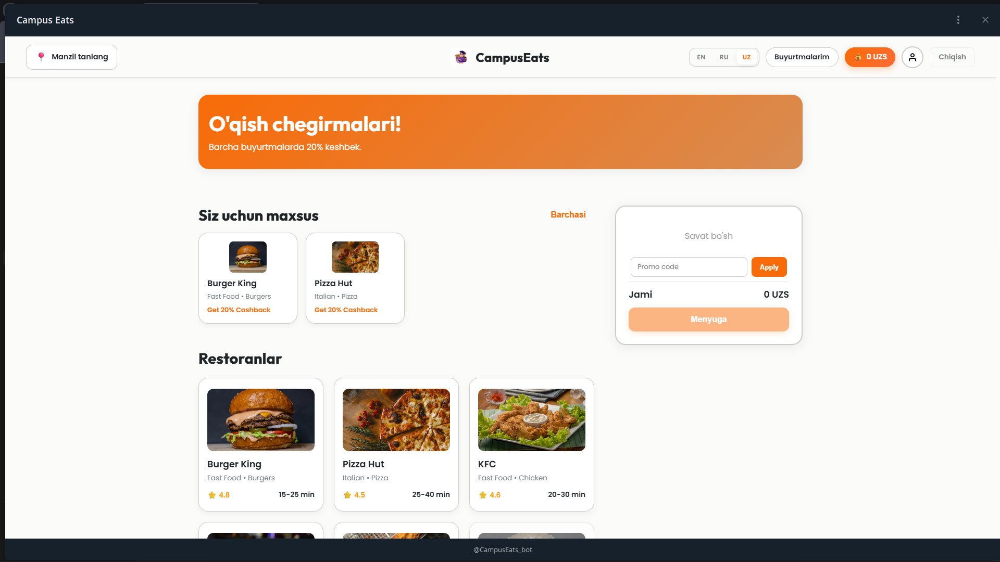 Campus Eats
Manzil tanlang
CampusEats
EN RU UZ
Buyurtmalarim
0 UZS
Chiqish
O'qish chegirmalari!
Barcha buyurtmalarda 20% keshbek.
Siz uchun maxsus
Barchasi
Burger King
Fast Food • Burgers
Get 20% Cashback
Pizza Hut
Italian • Pizza
Get 20% Cashback
Savat bo'sh
Promo code
Apply
Jami 0 UZS
Menyuga
Restoranlar
Burger King
Fast Food • Burgers
4.8 15-25 min
Pizza Hut
Italian • Pizza
4.5 25-40 min
KFC
Fast Food • Chicken
4.6 20-30 min
@CampusEats_bot